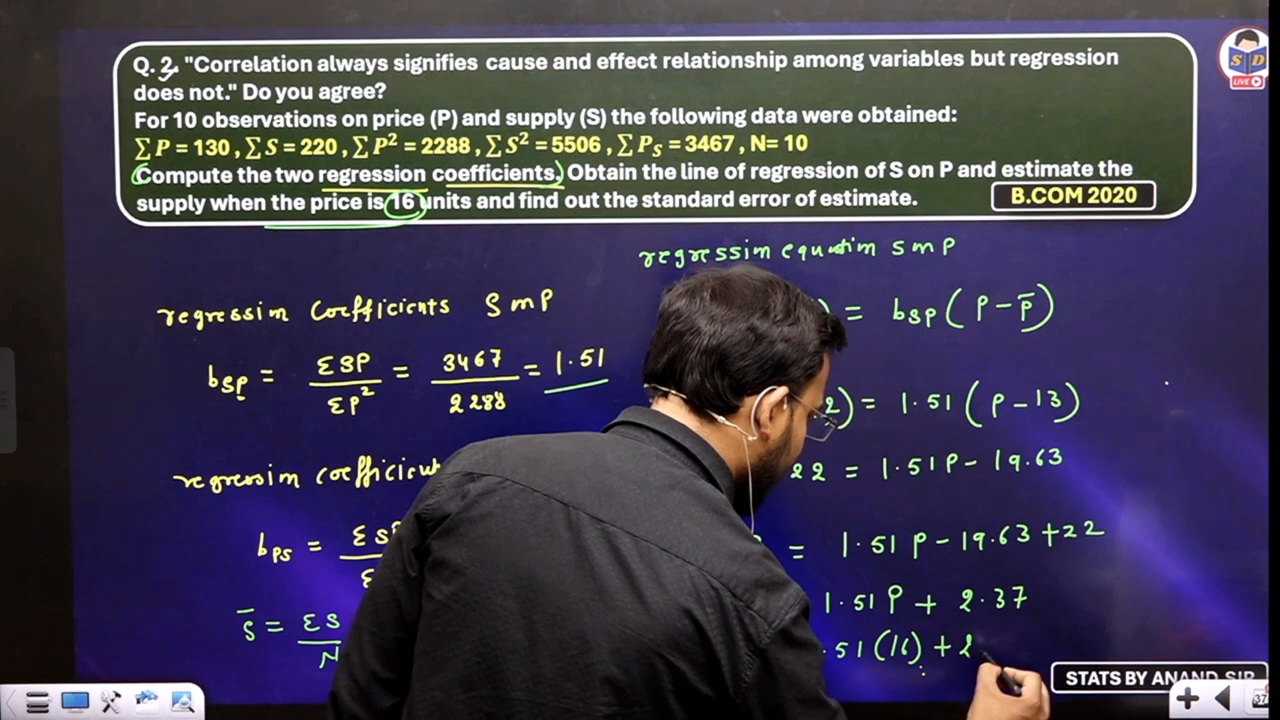 Q. 2. "Correlation always signifies cause and effect relationship among variables but regression
does not." Do you agree?
For 10 observations on price (P) and supply (S) the following data were obtained:
∑ P = 130 , ∑ S = 220 , ∑ P² = 2288 , ∑ S² = 5506 , ∑ Pₛ = 3467 , N= 10
Compute the two regression coefficients. Obtain the line of regression of S on P and estimate the
supply when the price is 16 units and find out the standard error of estimate.
B.COM 2020
S D
LIVE
regression coefficients S on P
bSP = ΣSP / ΣP² = 3467 / 2288 = 1.51
regression coefficient
bPS =
S̄ = ΣS / N
regression equation S on P
) = bSP ( P - P̄ )
2) = 1.51 ( P - 13 )
22 = 1.51 P - 19.63
= 1.51 P - 19.63 + 22
1.51 P + 2.37
.51 (16) + 2
STATS BY ANAND SIR
37